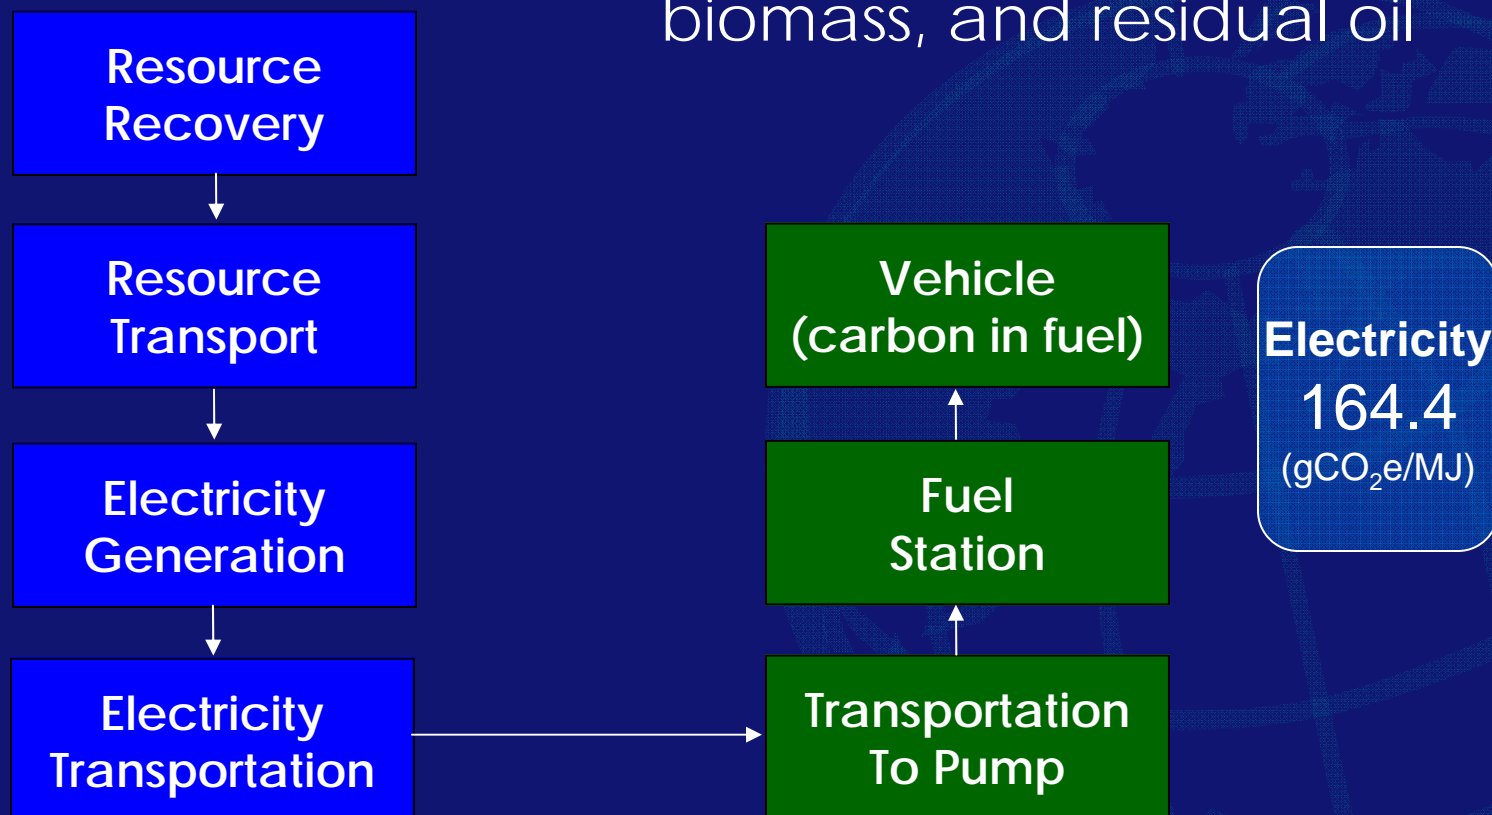 biomass, and residual oil
Resource
Recovery
Resource
Transport
Electricity
Generation
Electricity
Transportation
Transportation
To Pump
Fuel
Station
Vehicle
(carbon in fuel)
Electricity
164.4
(gCO₂e/MJ)